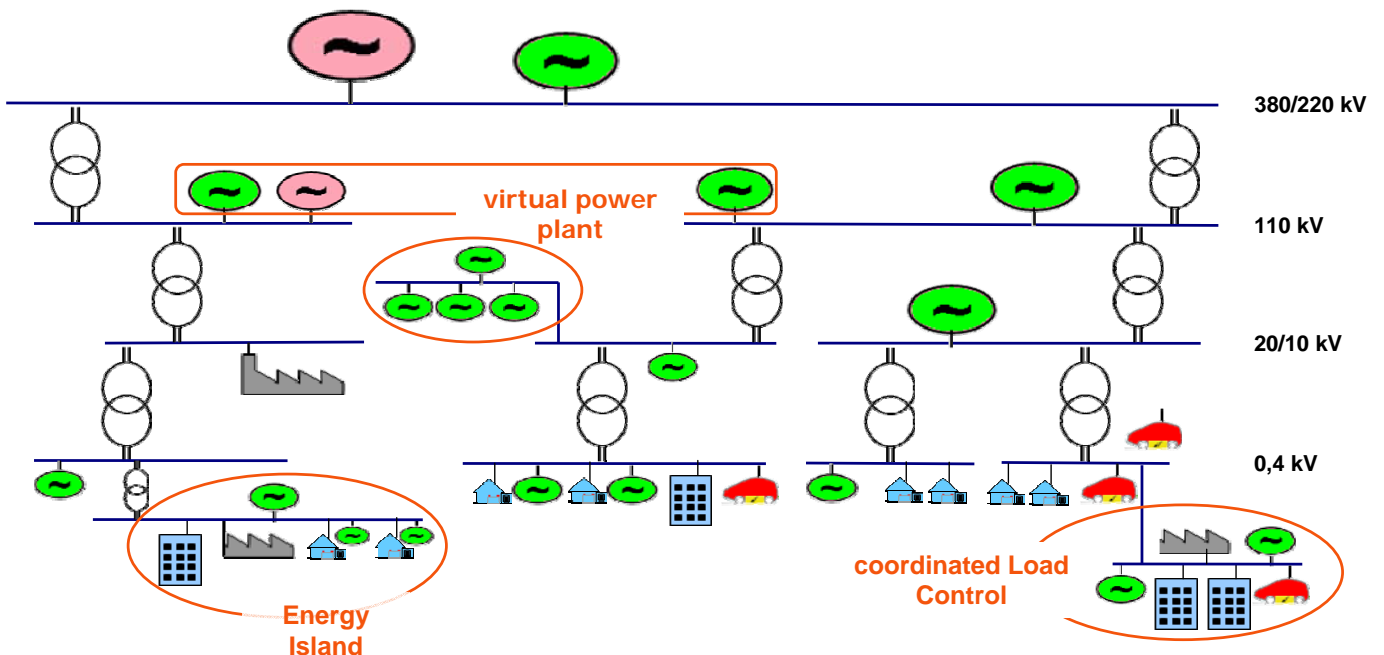 380/220 kV
virtual power
plant
110 kV
20/10 kV
0,4 kV
coordinated Load
Control
Energy
Island